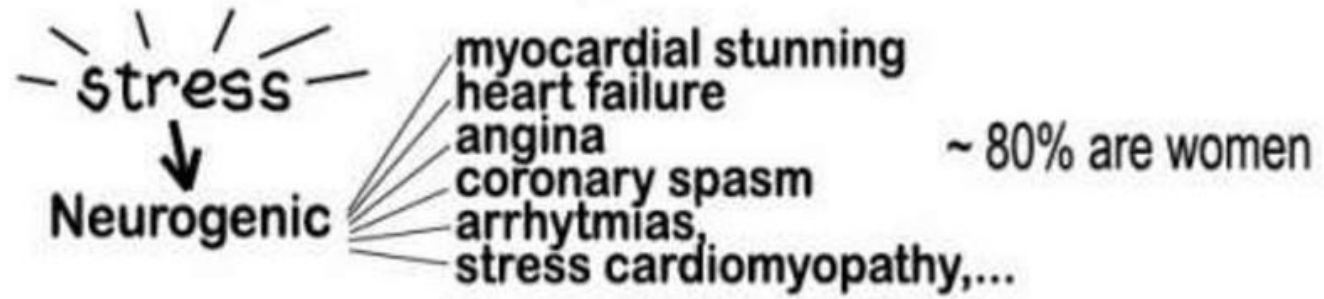 stress
Neurogenic
myocardial stunning
heart failure
angina
coronary spasm
arrhytmias,
stress cardiomyopathy,...
~ 80% are women